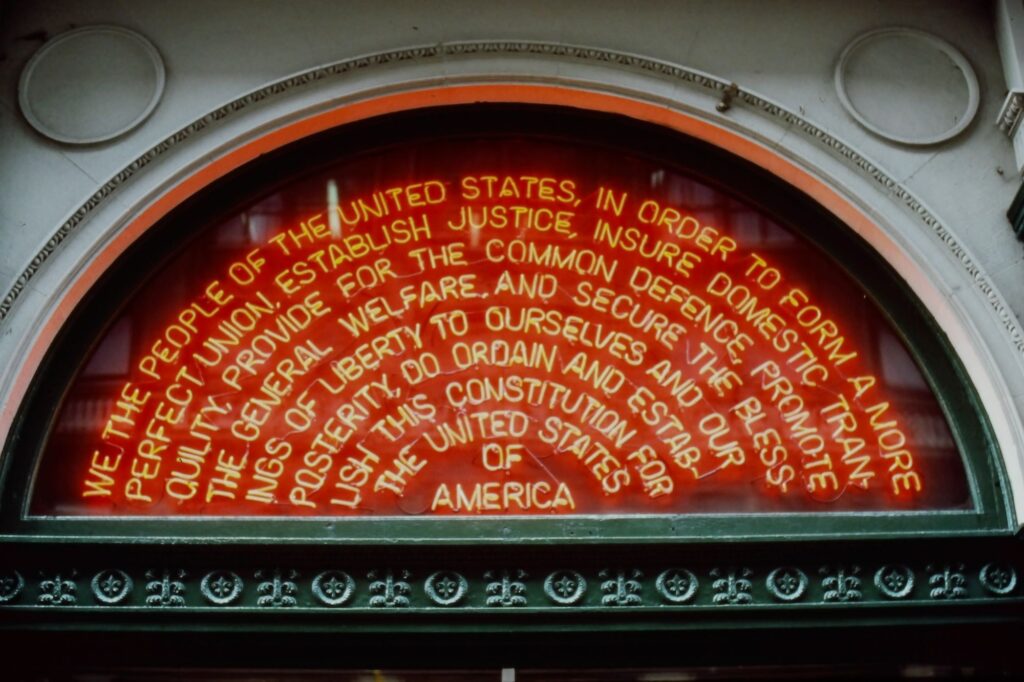 WE THE PEOPLE OF THE UNITED STATES, IN ORDER TO FORM A MORE
PERFECT UNION, ESTABLISH JUSTICE, INSURE DOMESTIC TRAN-
QUILITY, PROVIDE FOR THE COMMON DEFENCE, PROMOTE
THE GENERAL WELFARE, AND SECURE THE BLESS-
INGS OF LIBERTY TO OURSELVES AND OUR
POSTERITY, DO ORDAIN AND ESTAB-
LISH THIS CONSTITUTION FOR
THE UNITED STATES
OF
AMERICA